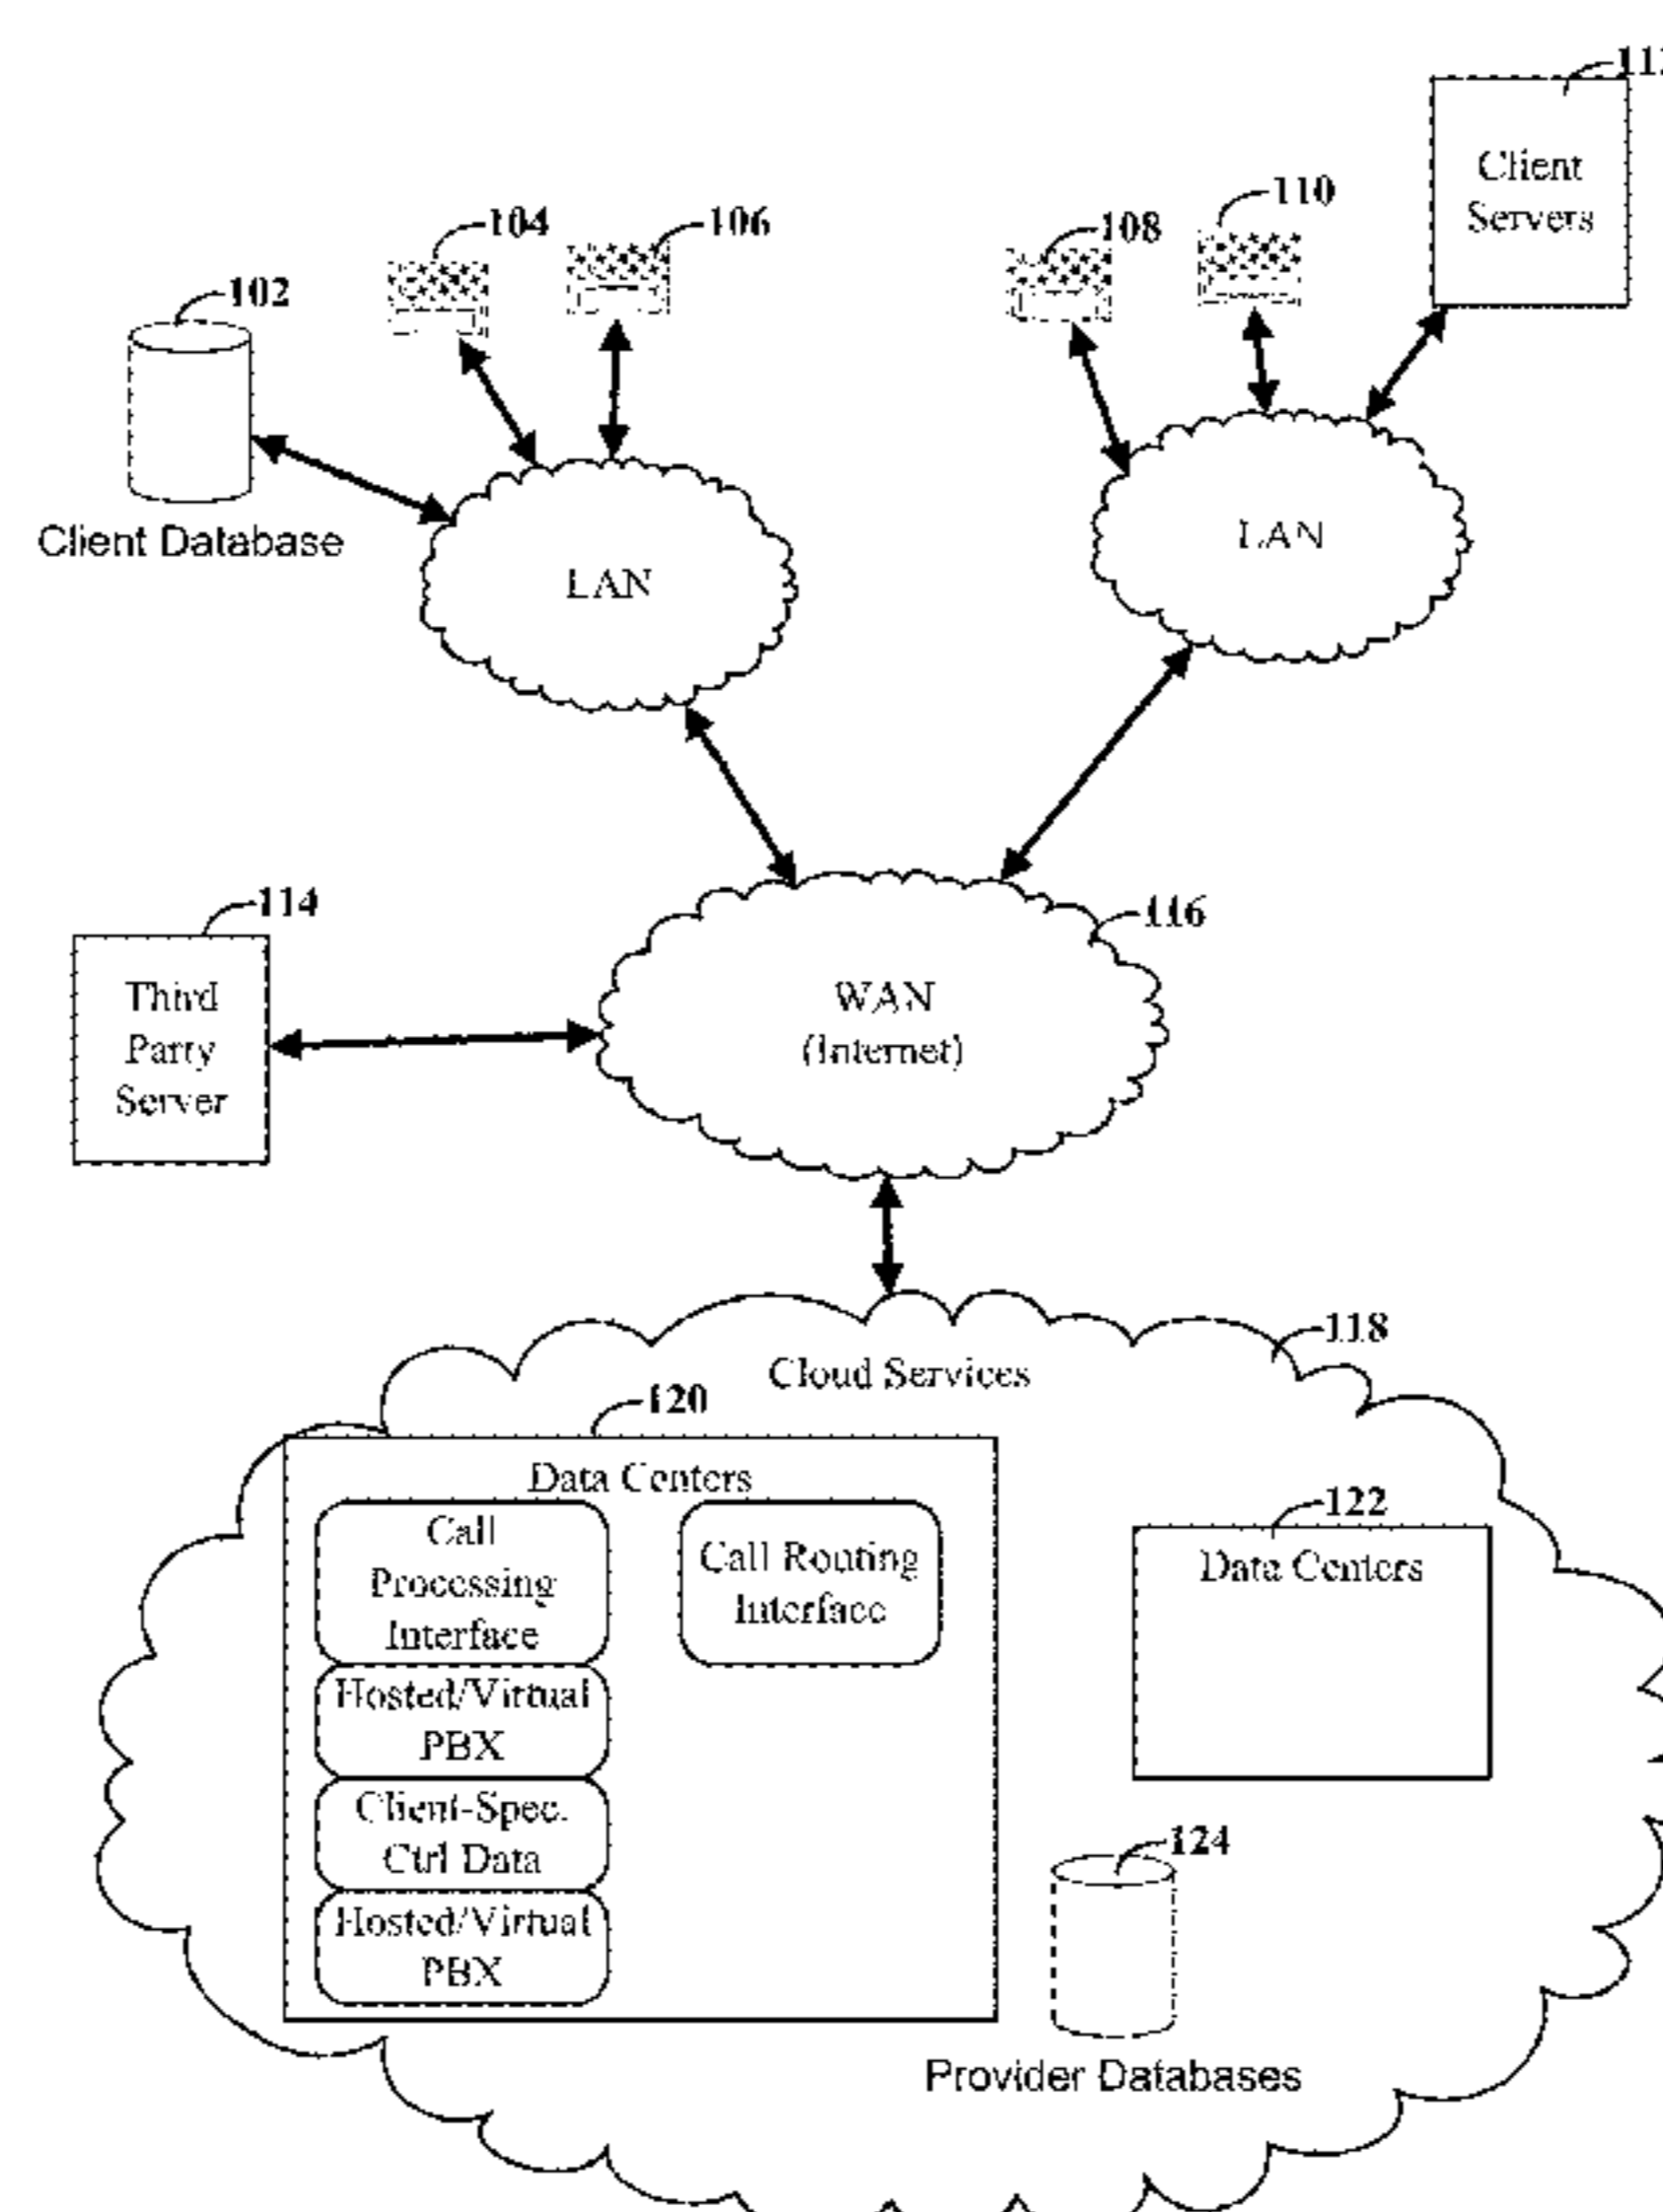 Client
Servers
110
104
106
108
102
Client Database
LAN
LAN
114
116
Third
Party
Server
WAN
(Internet)
118
Cloud Services
120
Data Centers
122
Call
Processing
Interface
Call Routing
Interface
Data Centers
Hosted/Virtual
PBX
Client-Spec.
Ctrl Data
124
Hosted/Virtual
PBX
Provider Databases